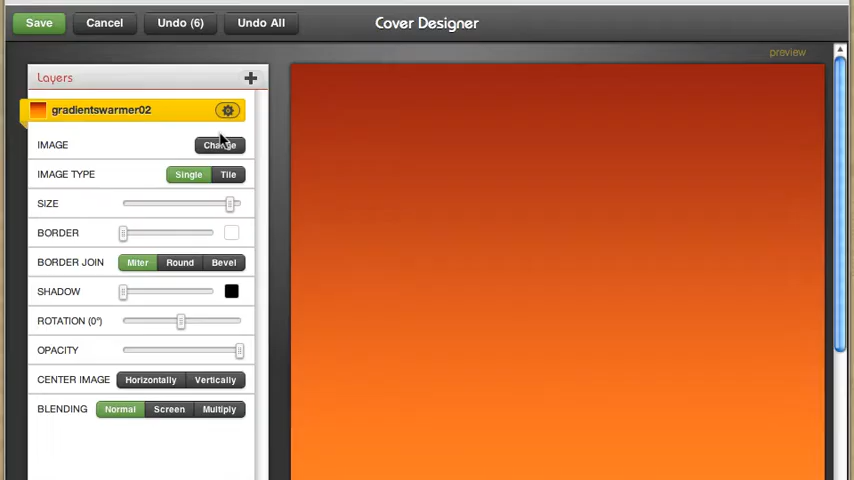 Save Cancel Undo (6) Undo All Cover Designer
preview
Layers
gradientswarmer02
IMAGE Change
IMAGE TYPE Single Tile
SIZE
BORDER
BORDER JOIN Miter Round Bevel
SHADOW
ROTATION (0°)
OPACITY
CENTER IMAGE Horizontally Vertically
BLENDING Normal Screen Multiply